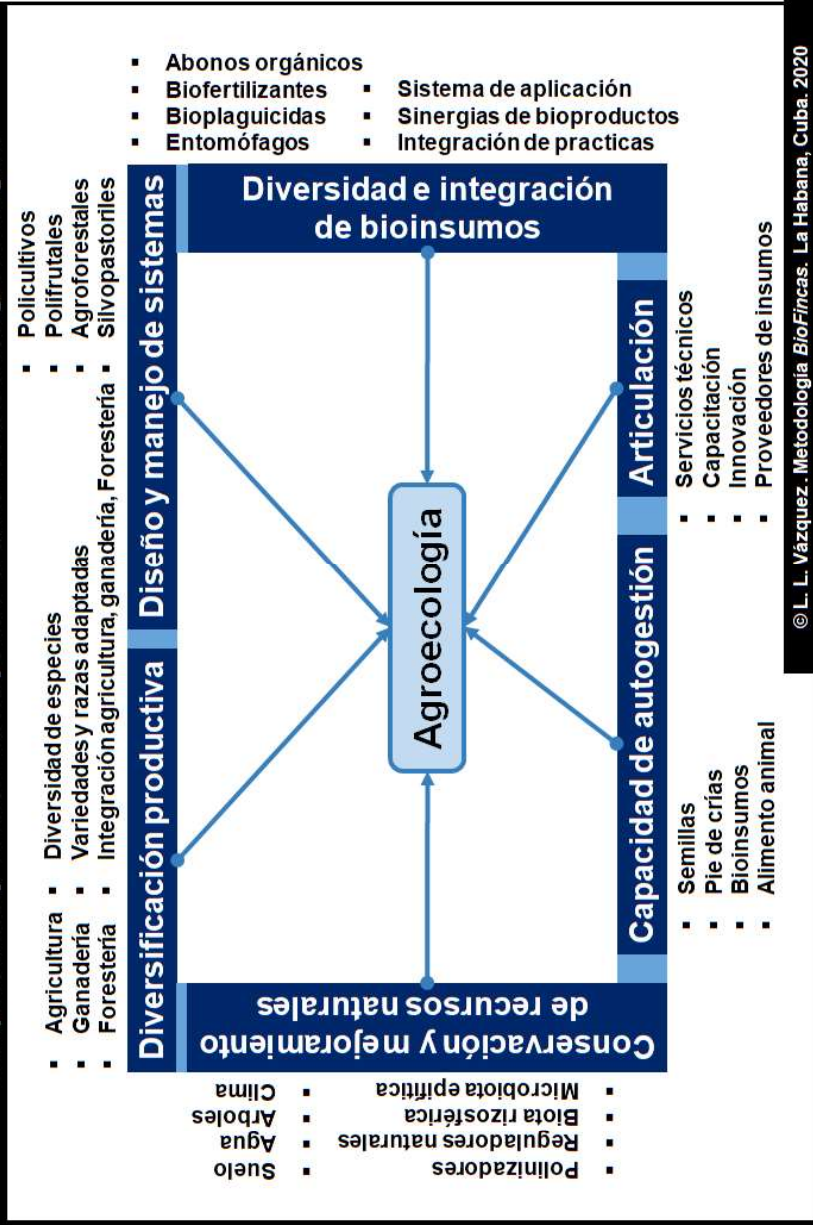 Agricultura
Ganadería
Forestería
Diversidad de especies
Variedades y razas adaptadas
Integración agricultura, ganadería, Forestería
Policultivos
Polifrutales
Agroforestales
Silvopastoriles
Diversificación productiva
Diseño y manejo de sistemas
Suelo
Agua
Arboles
Clima
Polinizadores
Reguladores naturales
Biota rizosférica
Microbiota epifítica
Conservación y mejoramiento
de recursos naturales
Agroecología
Diversidad e integración
de bioinsumos
Abonos orgánicos
Biofertilizantes
Bioplaguicidas
Entomófagos
Sistema de aplicación
Sinergias de bioproductos
Integración de practicas
Capacidad de autogestión
Articulación
Semillas
Pie de crías
Bioinsumos
Alimento animal
Servicios técnicos
Capacitación
Innovación
Proveedores de insumos
© L. L. Vázquez. Metodología BioFincas. La Habana, Cuba. 2020